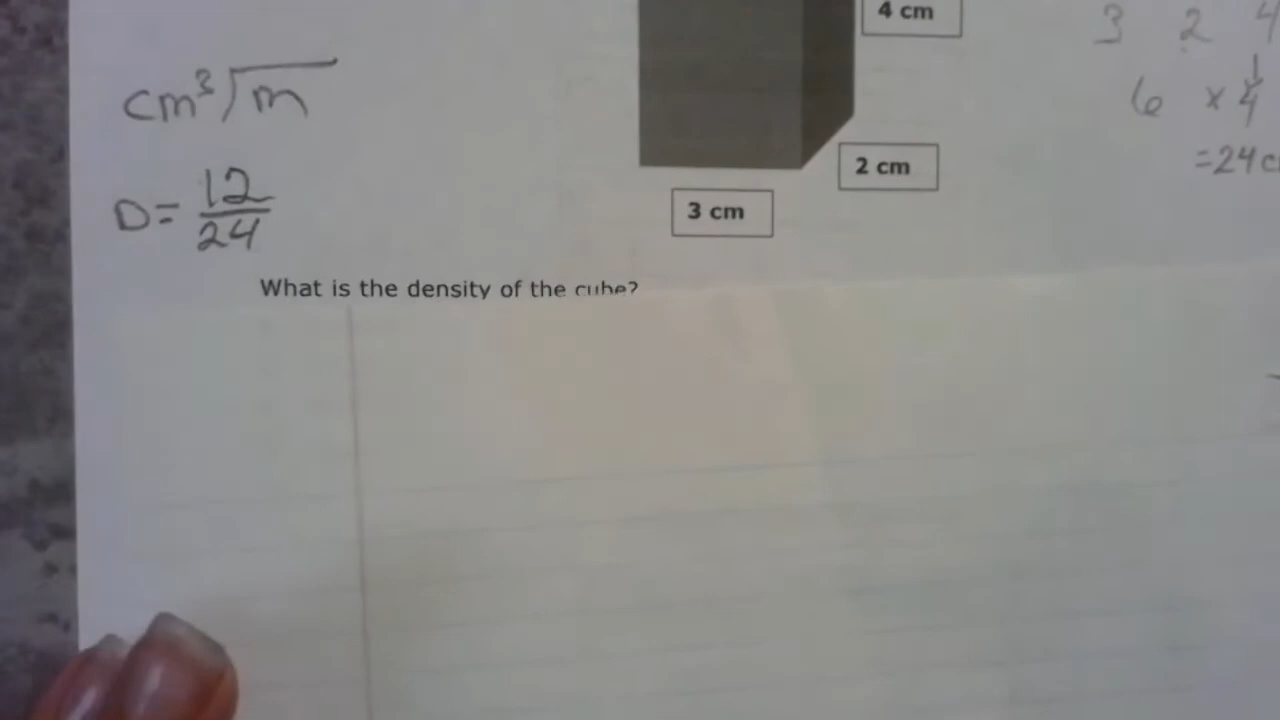 4 cm
3 2 4
6 x 4
=24 c
cm³ m
2 cm
D= 12
24
3 cm
What is the density of the cube?